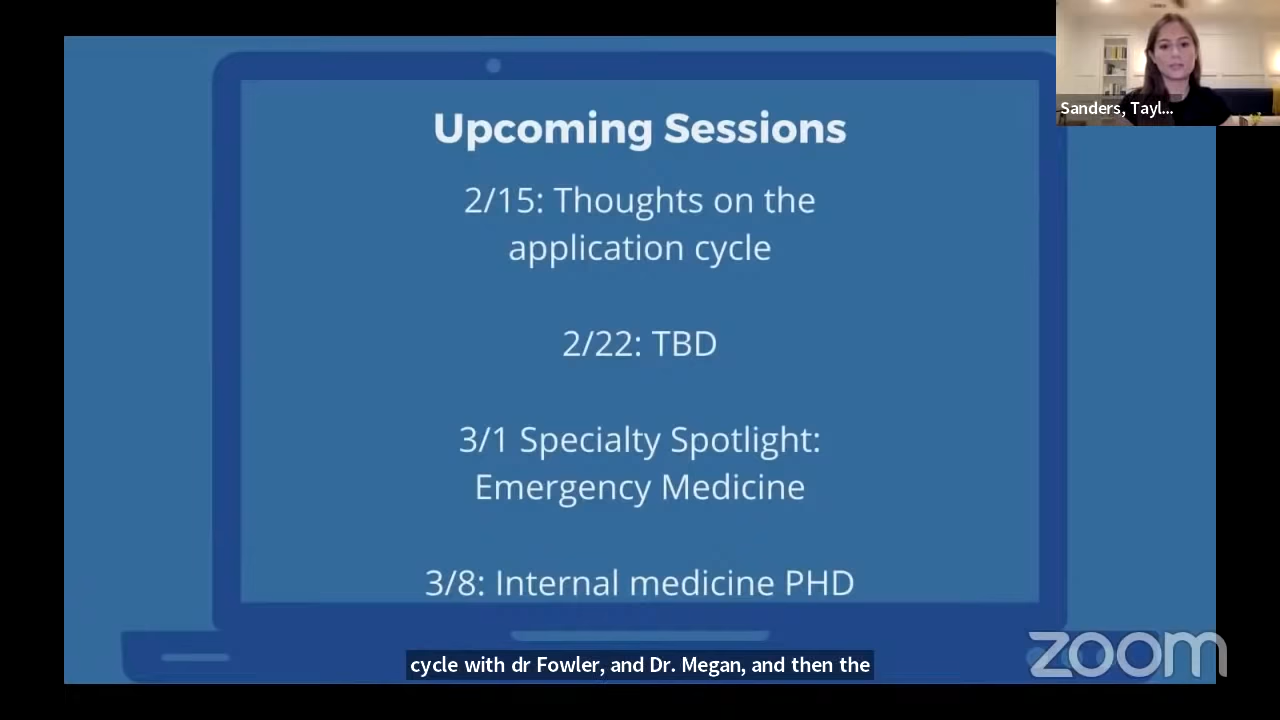 Sanders, Tayl...
Upcoming Sessions
2/15: Thoughts on the
application cycle
2/22: TBD
3/1 Specialty Spotlight:
Emergency Medicine
3/8: Internal medicine PHD
cycle with dr Fowler, and Dr. Megan, and then the
zoom